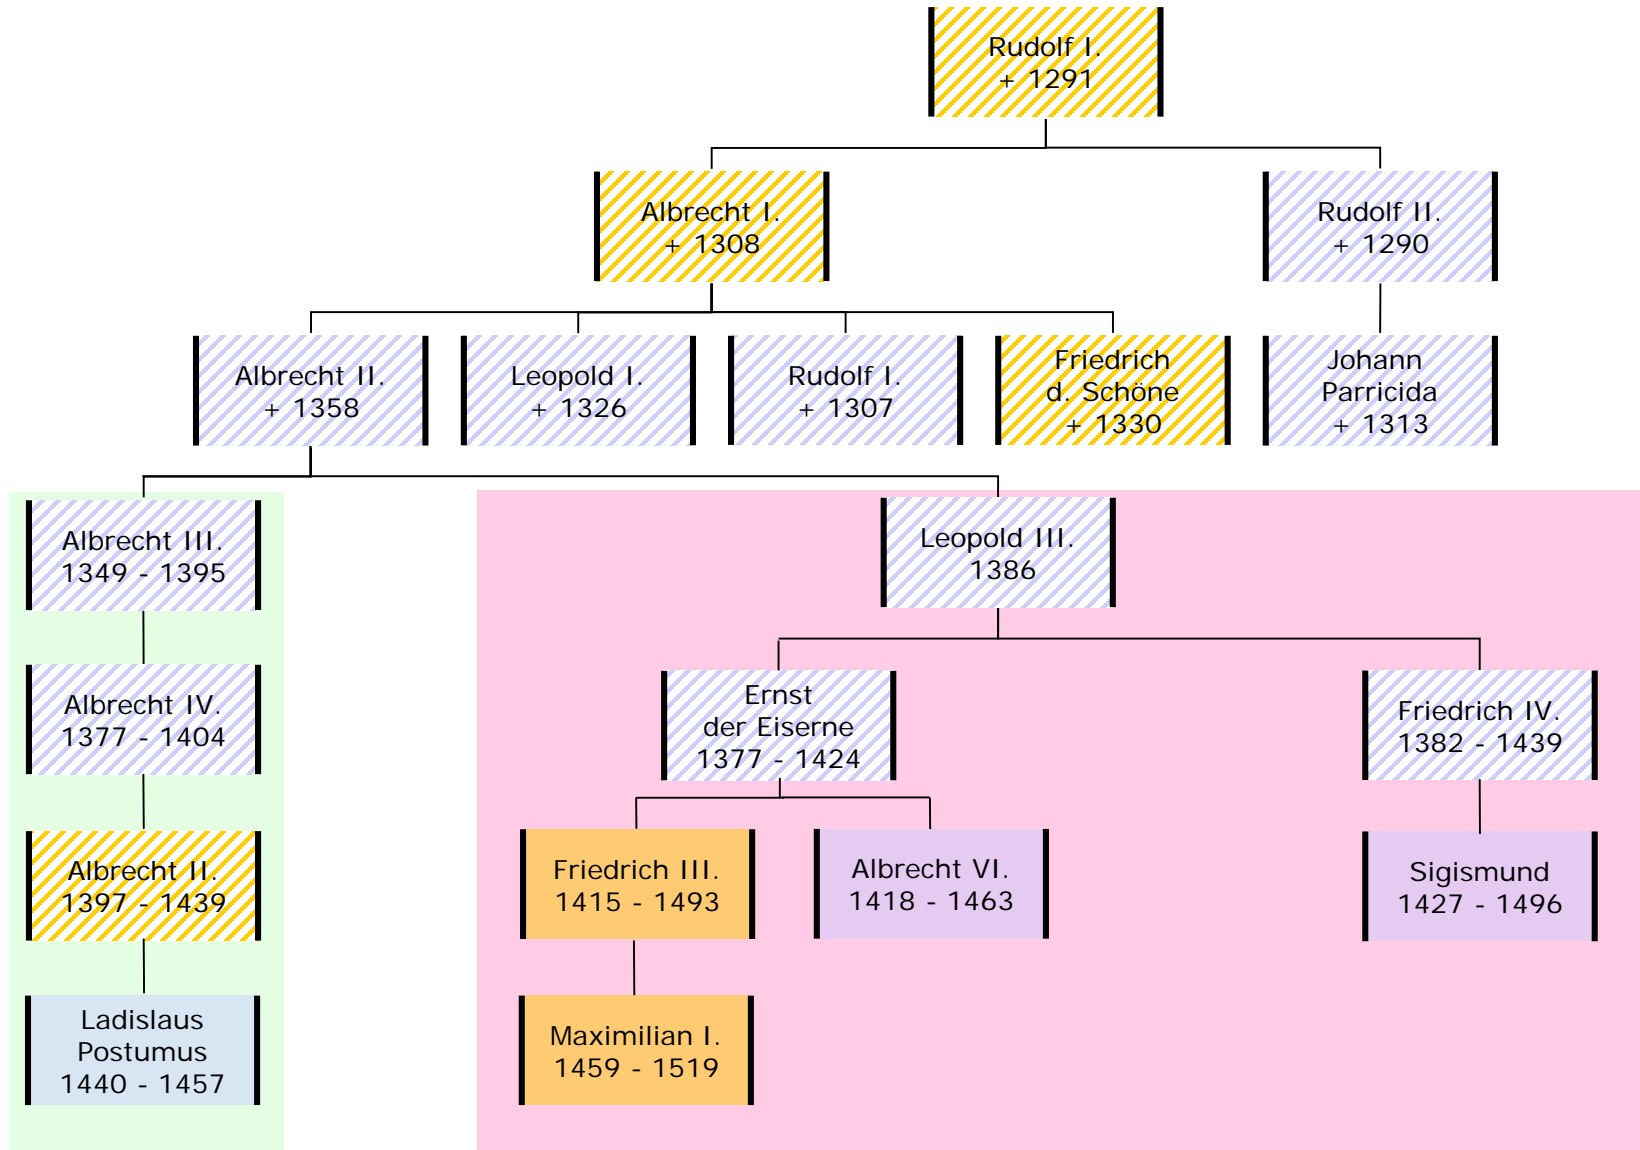 Rudolf I.
+ 1291
Albrecht I.
+ 1308
Rudolf II.
+ 1290
Albrecht II.
+ 1358
Leopold I.
+ 1326
Rudolf I.
+ 1307
Friedrich
d. Schöne
+ 1330
Johann
Parricida
+ 1313
Albrecht III.
1349 - 1395
Leopold III.
1386
Albrecht IV.
1377 - 1404
Ernst
der Eiserne
1377 - 1424
Friedrich IV.
1382 - 1439
Albrecht II.
1397 - 1439
Friedrich III.
1415 - 1493
Albrecht VI.
1418 - 1463
Sigismund
1427 - 1496
Ladislaus
Postumus
1440 - 1457
Maximilian I.
1459 - 1519